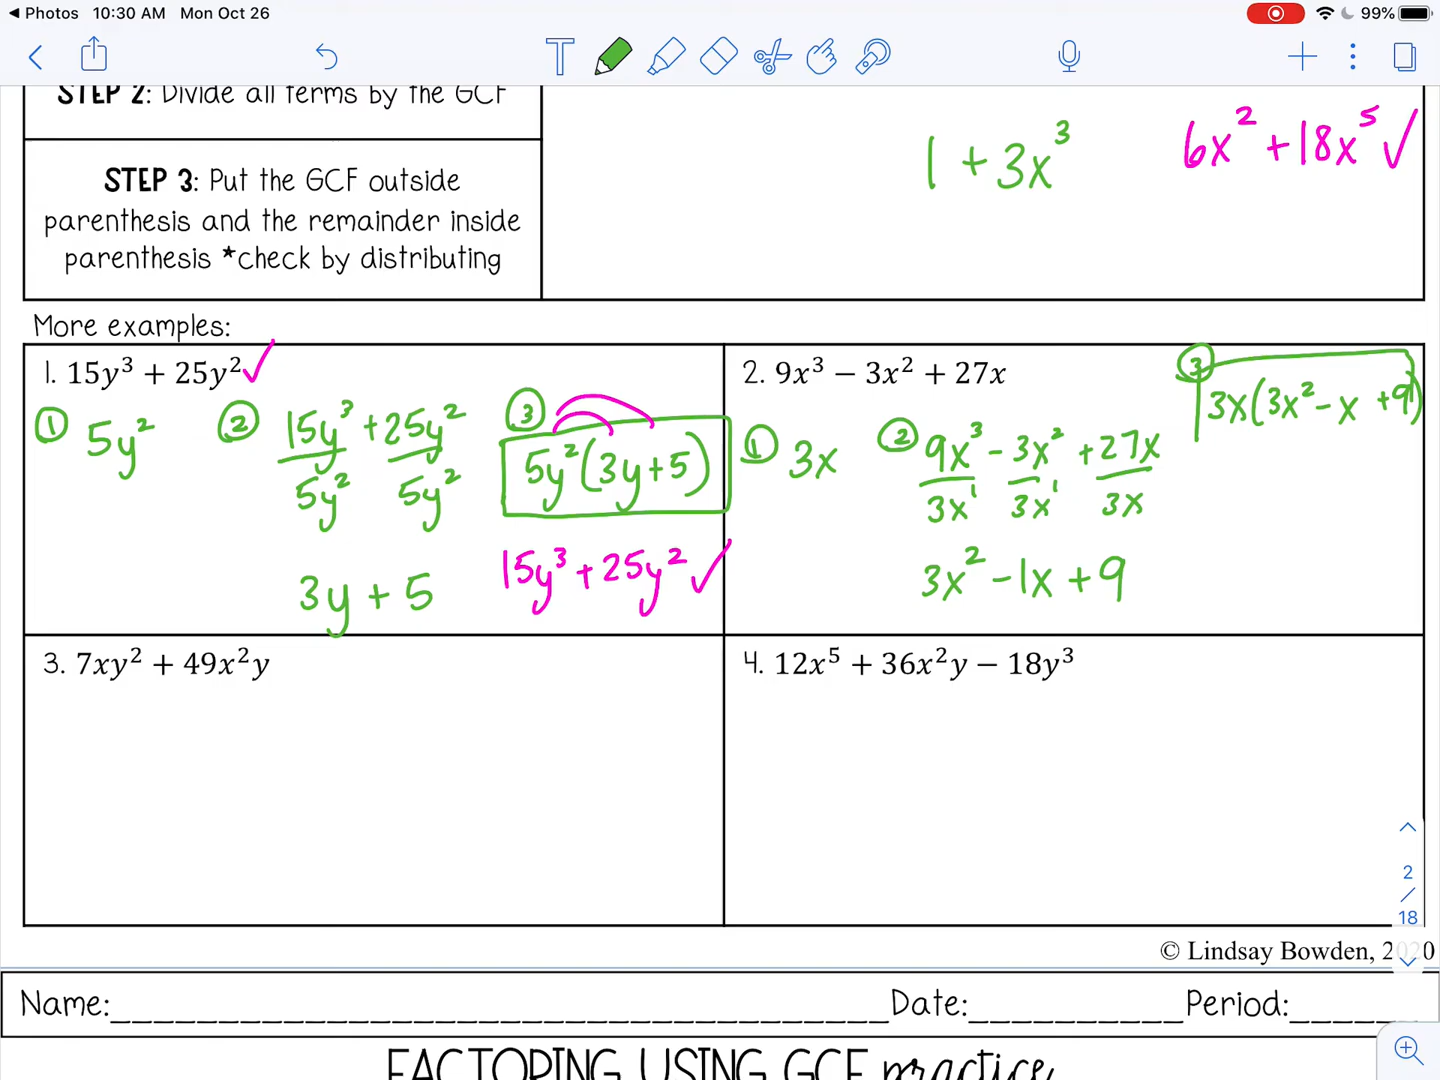 Photos 10:30 AM Mon Oct 26 99%
T
STEP 2: Divide all terms by the GCF
1 + 3x³
6x² + 18x⁵ ✓
STEP 3: Put the GCF outside
parenthesis and the remainder inside
parenthesis *check by distributing
More examples:
1. 15y³ + 25y² ✓
① 5y²
② 15y³ + 25y²
5y² 5y²
3y + 5
③
5y²(3y + 5)
15y³ + 25y² ✓
2. 9x³ − 3x² + 27x
① 3x
② 9x³ − 3x² + 27x
3x¹ 3x¹ 3x
3x² − 1x + 9
③
3x(3x² − x + 9)
3. 7xy² + 49x²y
4. 12x⁵ + 36x²y − 18y³
2
/
18
© Lindsay Bowden, 2020
Name:____________________ Date:__________ Period:______
FACTORING USING GCF practice